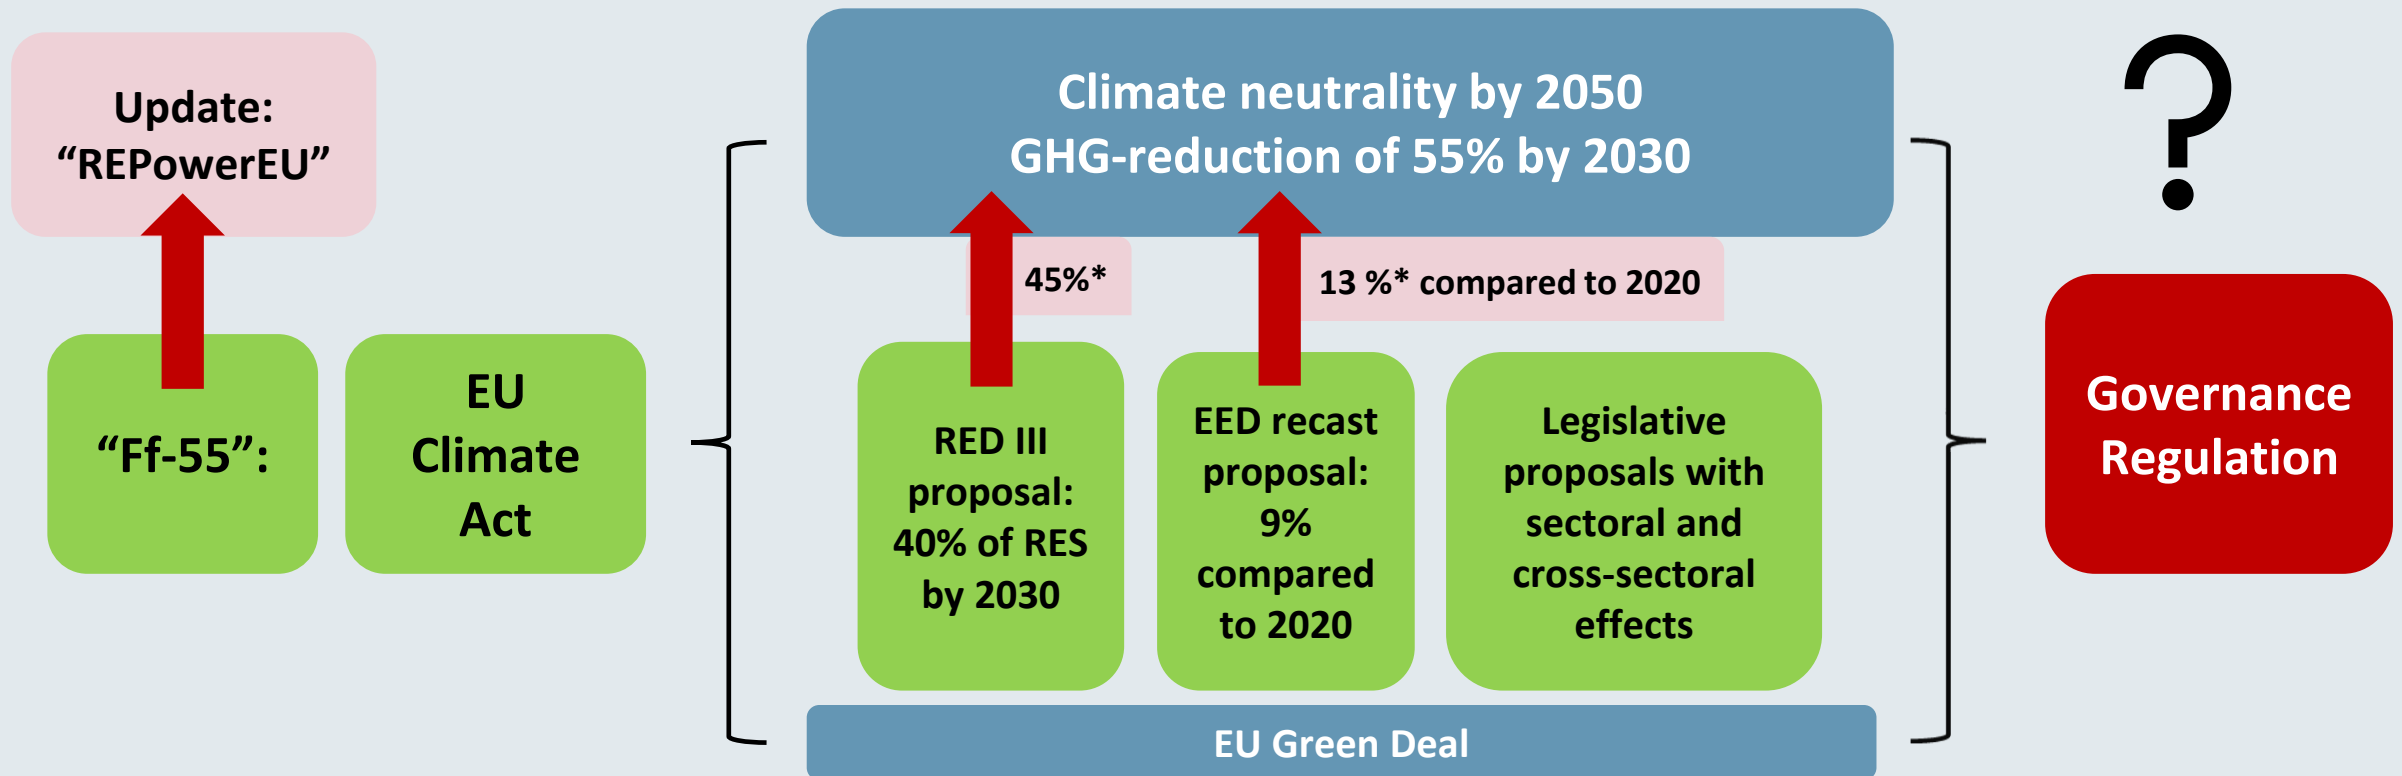 Update:
“REPowerEU”
“Ff-55”:
EU
Climate
Act
Climate neutrality by 2050
GHG-reduction of 55% by 2030
45%*
13 %* compared to 2020
RED III
proposal:
40% of RES
by 2030
EED recast
proposal:
9%
compared
to 2020
Legislative
proposals with
sectoral and
cross-sectoral
effects
EU Green Deal
?
Governance
Regulation